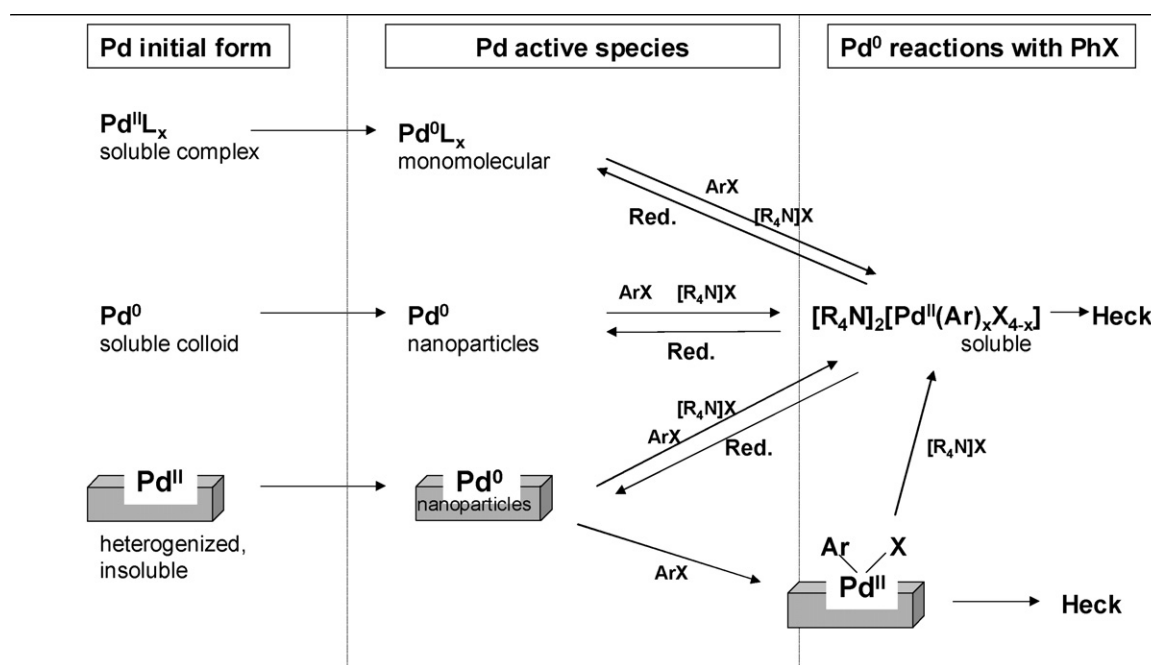 Pd initial form
Pd active species
Pd⁰ reactions with PhX
PdᴵᴵLₓ
soluble complex
Pd⁰Lₓ
monomolecular
ArX
[R₄N]X
Red.
Pd⁰
soluble colloid
Pd⁰
nanoparticles
ArX [R₄N]X
Red.
[R₄N]₂[Pdᴵᴵ(Ar)ₓX₄₋ₓ]
soluble
Heck
[R₄N]X
ArX
Red.
[R₄N]X
Pdᴵᴵ
heterogenized,
insoluble
Pd⁰
nanoparticles
ArX
Ar X
Pdᴵᴵ
Heck